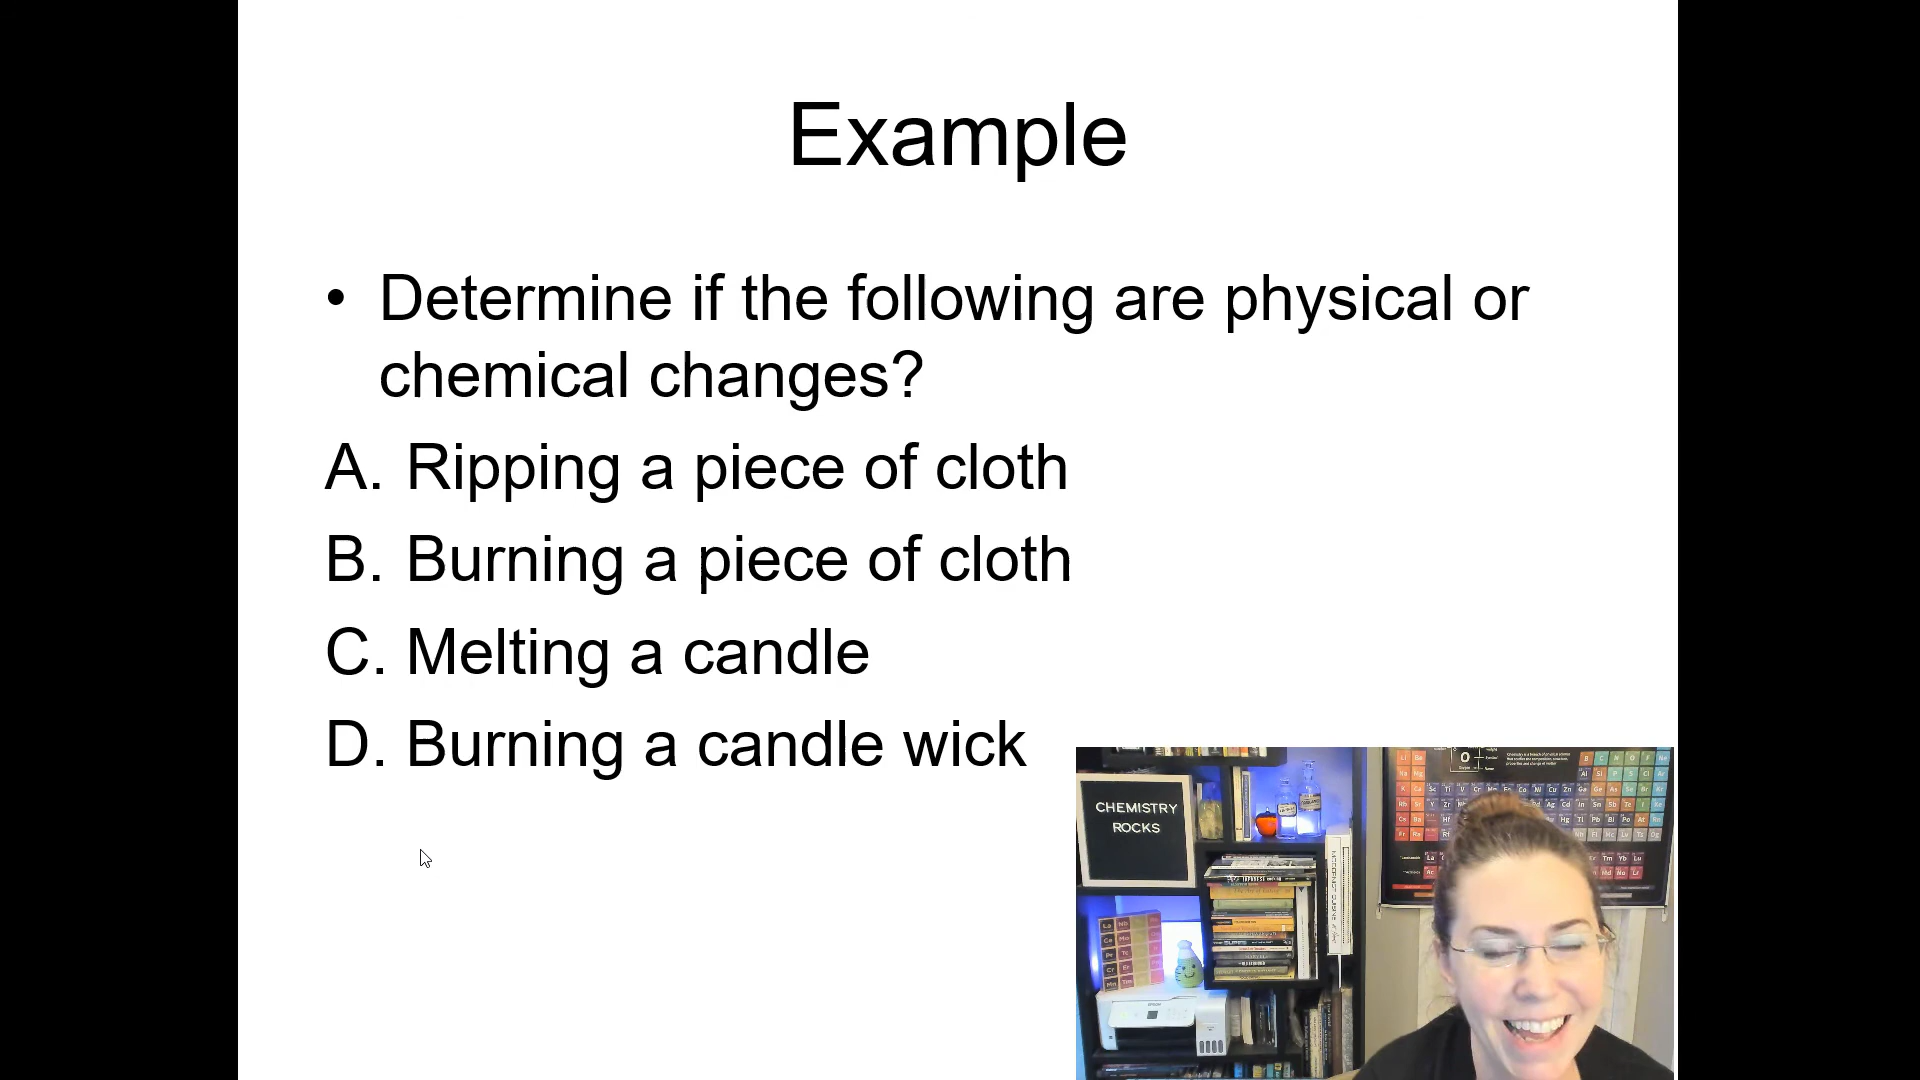 Example
• Determine if the following are physical or
chemical changes?
A. Ripping a piece of cloth
B. Burning a piece of cloth
C. Melting a candle
D. Burning a candle wick
CHEMISTRY
ROCKS